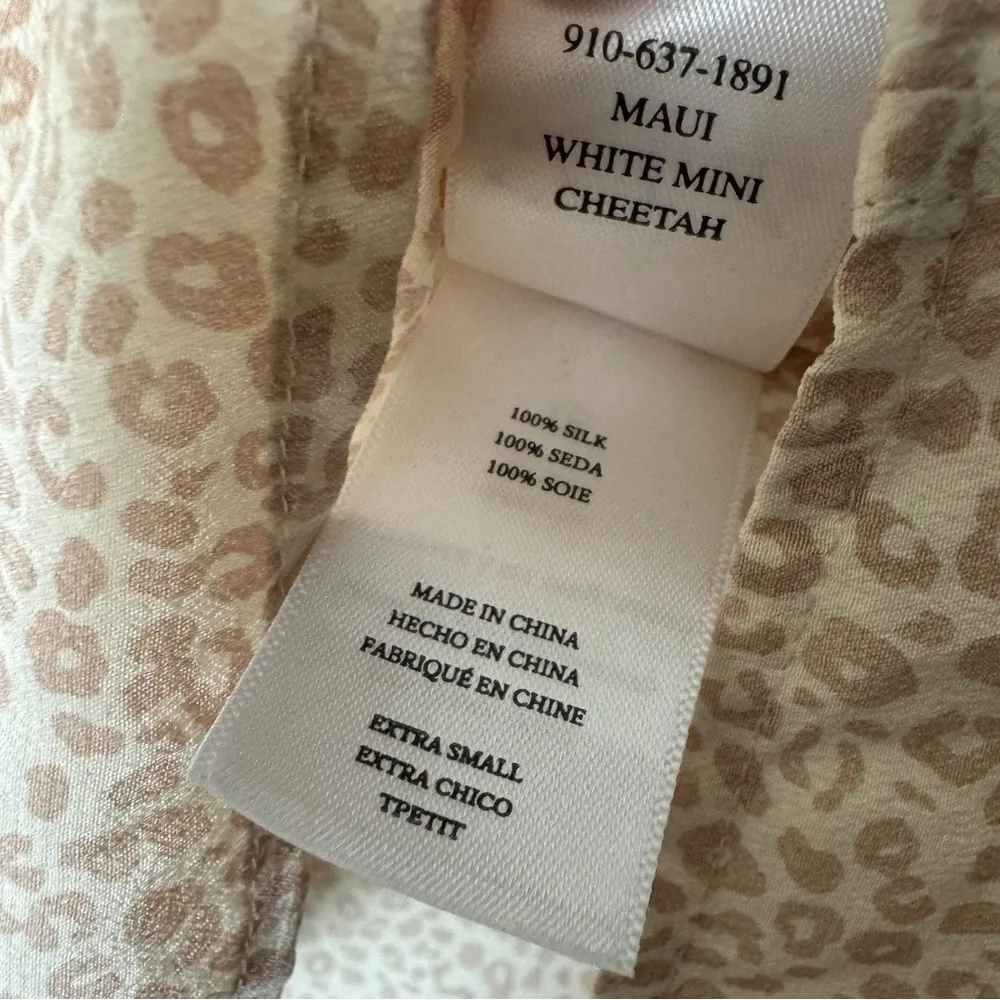 910-637-1891
MAUI
WHITE MINI
CHEETAH
100% SILK
100% SEDA
100% SOIE
MADE IN CHINA
HECHO EN CHINA
FABRIQUÉ EN CHINE
EXTRA SMALL
EXTRA CHICO
TPETIT